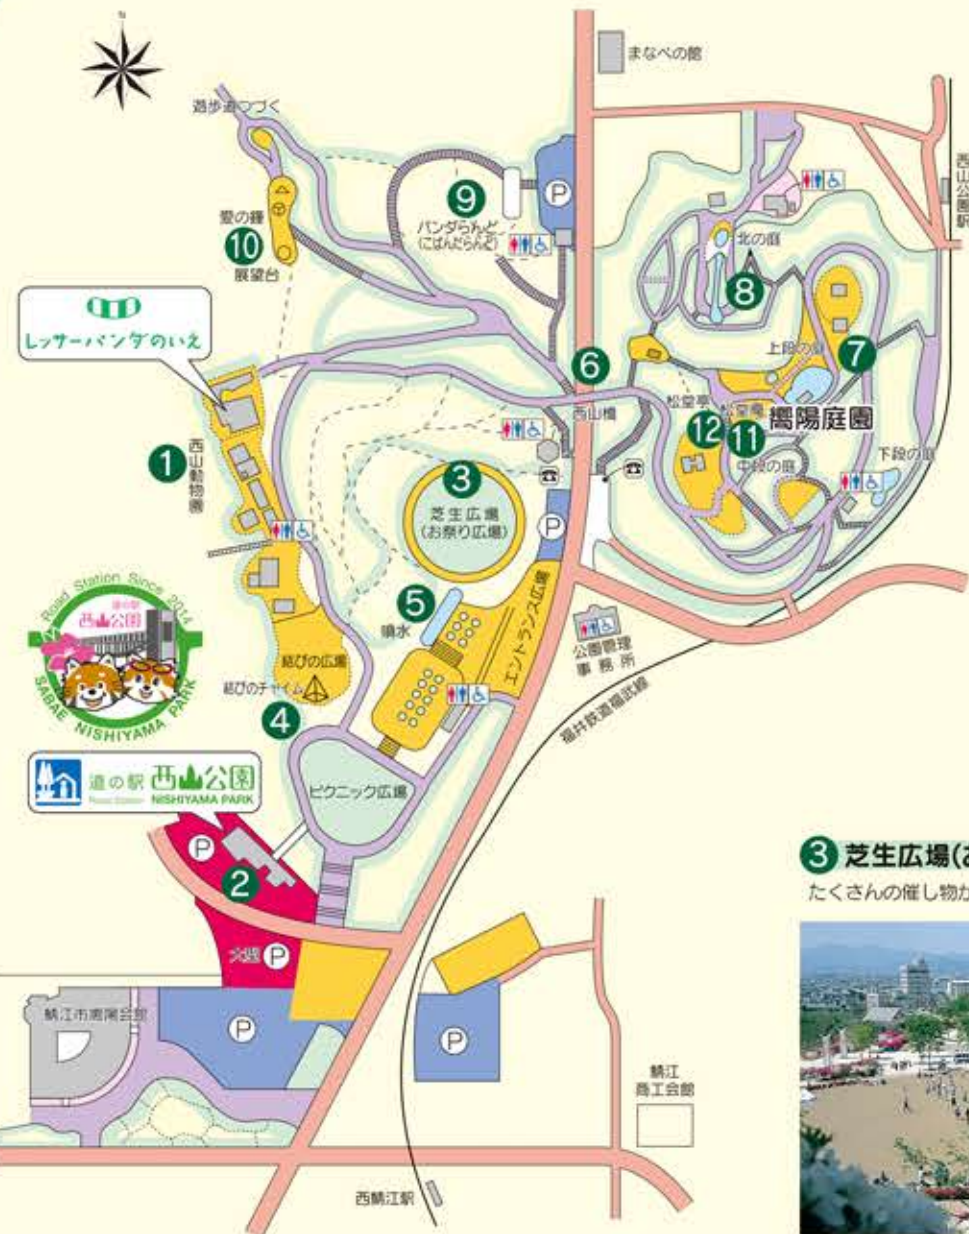 N
まなべの館
遊歩道つづく
西山公園駅
愛の鐘
10
展望台
9
パンダらんど
(こぱんだらんど)
P
北の庭
8
レッサーパンダのいえ
6
西山橋
上段の庭
7
松堂亭
12
松堂庵
11
嚮陽庭園
中段の庭
下段の庭
1
西山動物園
3
芝生広場
(お祭り広場)
P
5
噴水
エントランス広場
公園管理
事務所
福井鉄道福武線
Road Station Since 2014
道の駅
西山公園
SABAE NISHIYAMA PARK
結びの広場
結びのチャイム
4
道の駅 西山公園
Road Station NISHIYAMA PARK
ピクニック広場
P
2
大型 P
鯖江市嚮陽会館
P
P
鯖江
商工会館
西鯖江駅
3 芝生広場(お
たくさんの催し物か